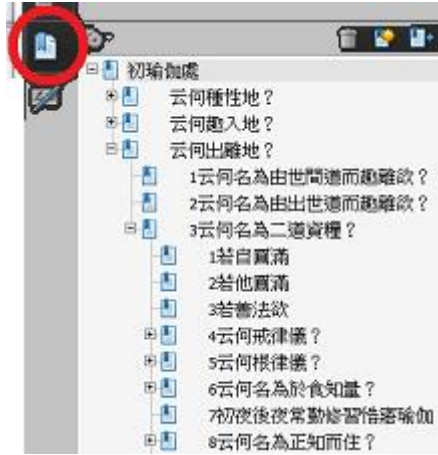 初瑜伽處
云何種性地？
云何趣入地？
云何出離地？
1云何名為由世間道而趣離欲？
2云何名為由出世道而趣離欲？
3云何名為二道資糧？
1若自圓滿
2若他圓滿
3若善法欲
4云何戒律儀？
5云何根律儀？
6云何名為於食知量？
7初夜後夜常勤修習悎寤瑜伽
8云何名為正知而住？